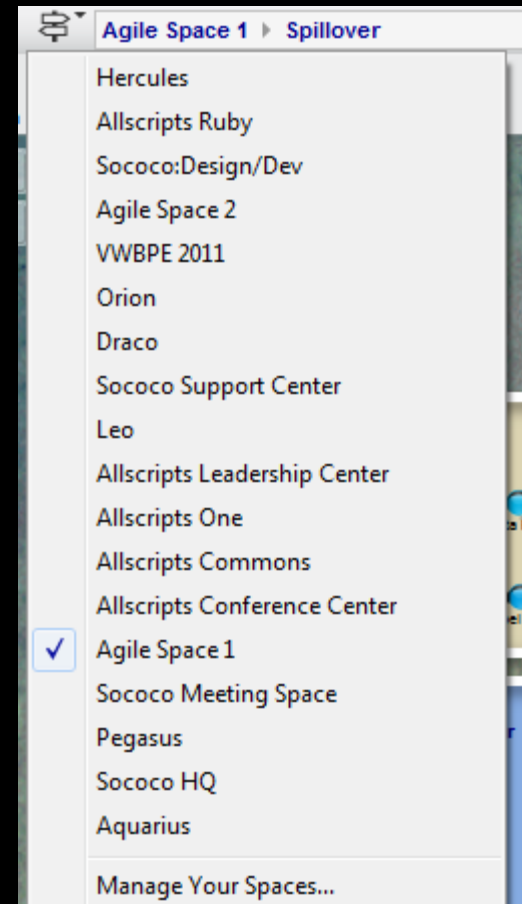 Agile Space 1 Spillover
Hercules
Allscripts Ruby
Sococo:Design/Dev
Agile Space 2
VWBPE 2011
Orion
Draco
Sococo Support Center
Leo
Allscripts Leadership Center
Allscripts One
Allscripts Commons
Allscripts Conference Center
Agile Space 1
Sococo Meeting Space
Pegasus
Sococo HQ
Aquarius
Manage Your Spaces...